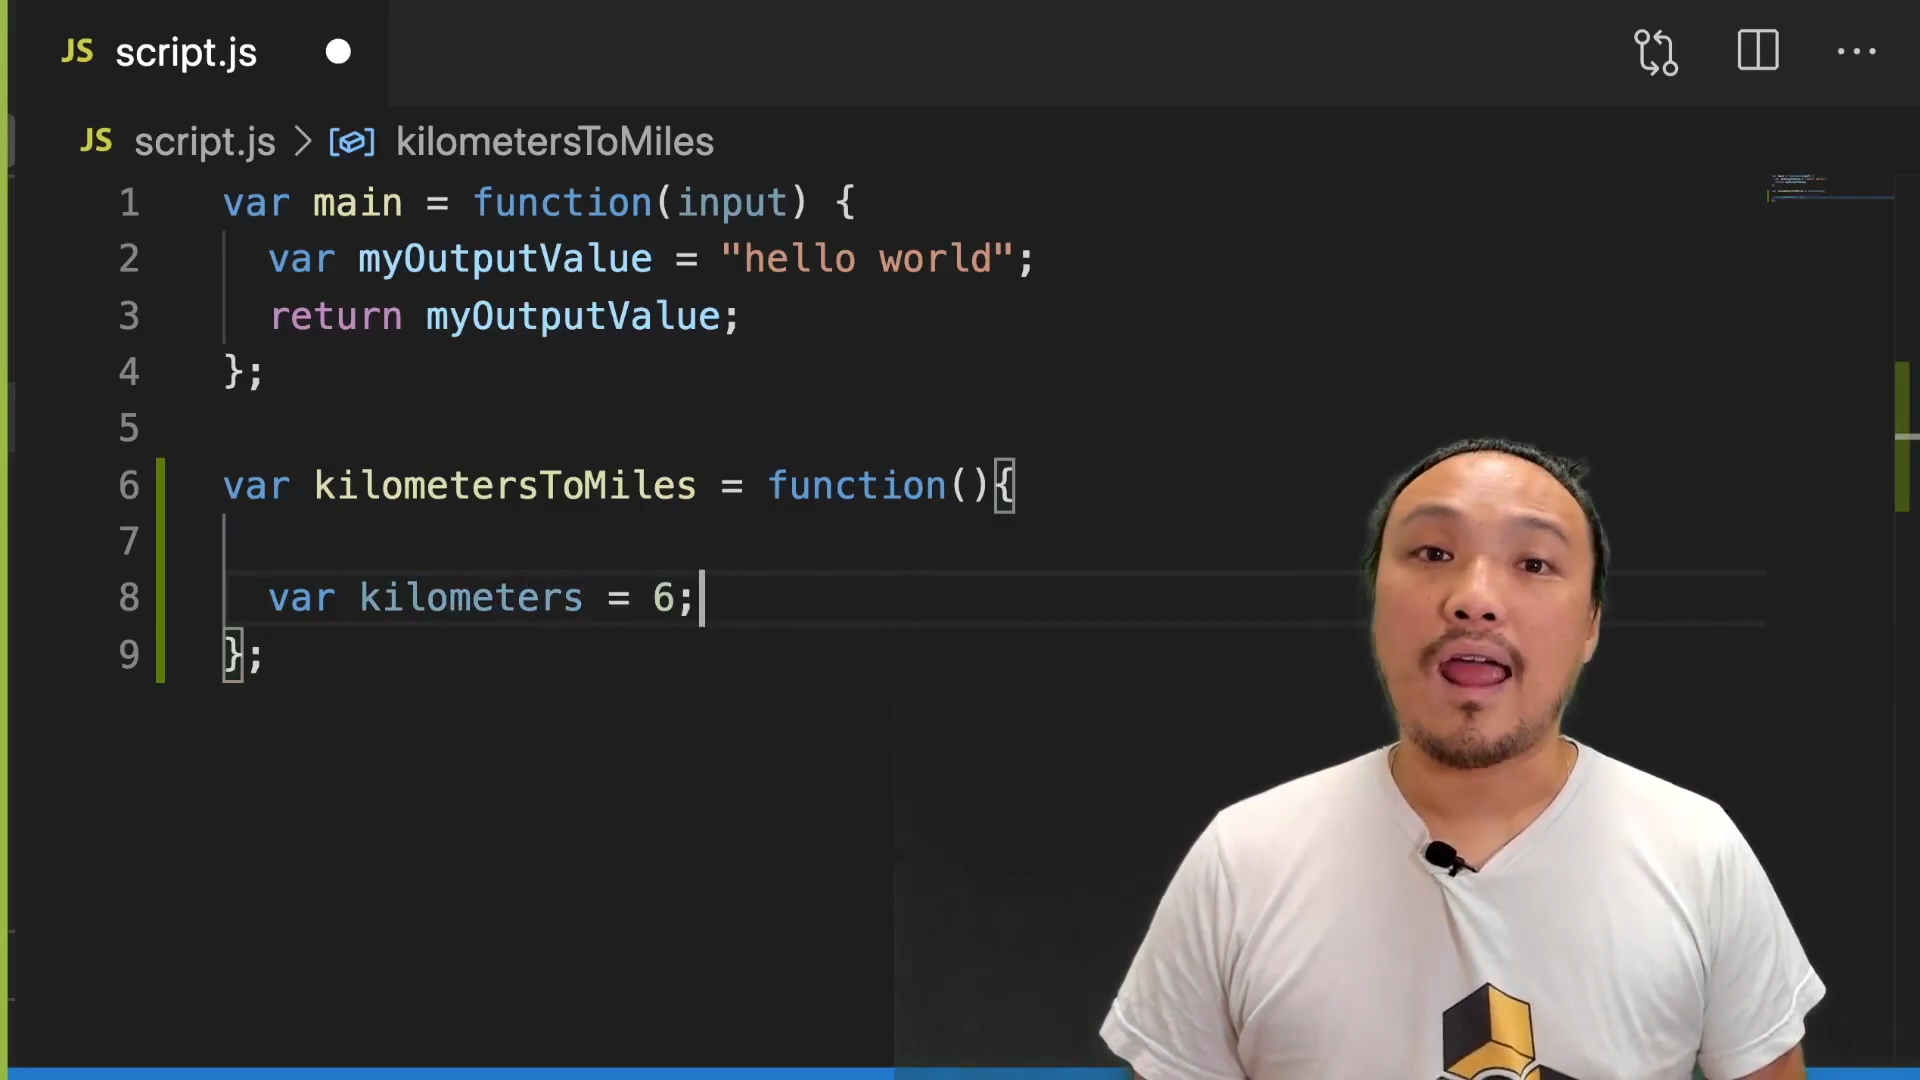 JS script.js
JS script.js > kilometersToMiles
1 var main = function(input) {
2 var myOutputValue = "hello world";
3 return myOutputValue;
4 };
5
6 var kilometersToMiles = function(){
7
8 var kilometers = 6;
9 };